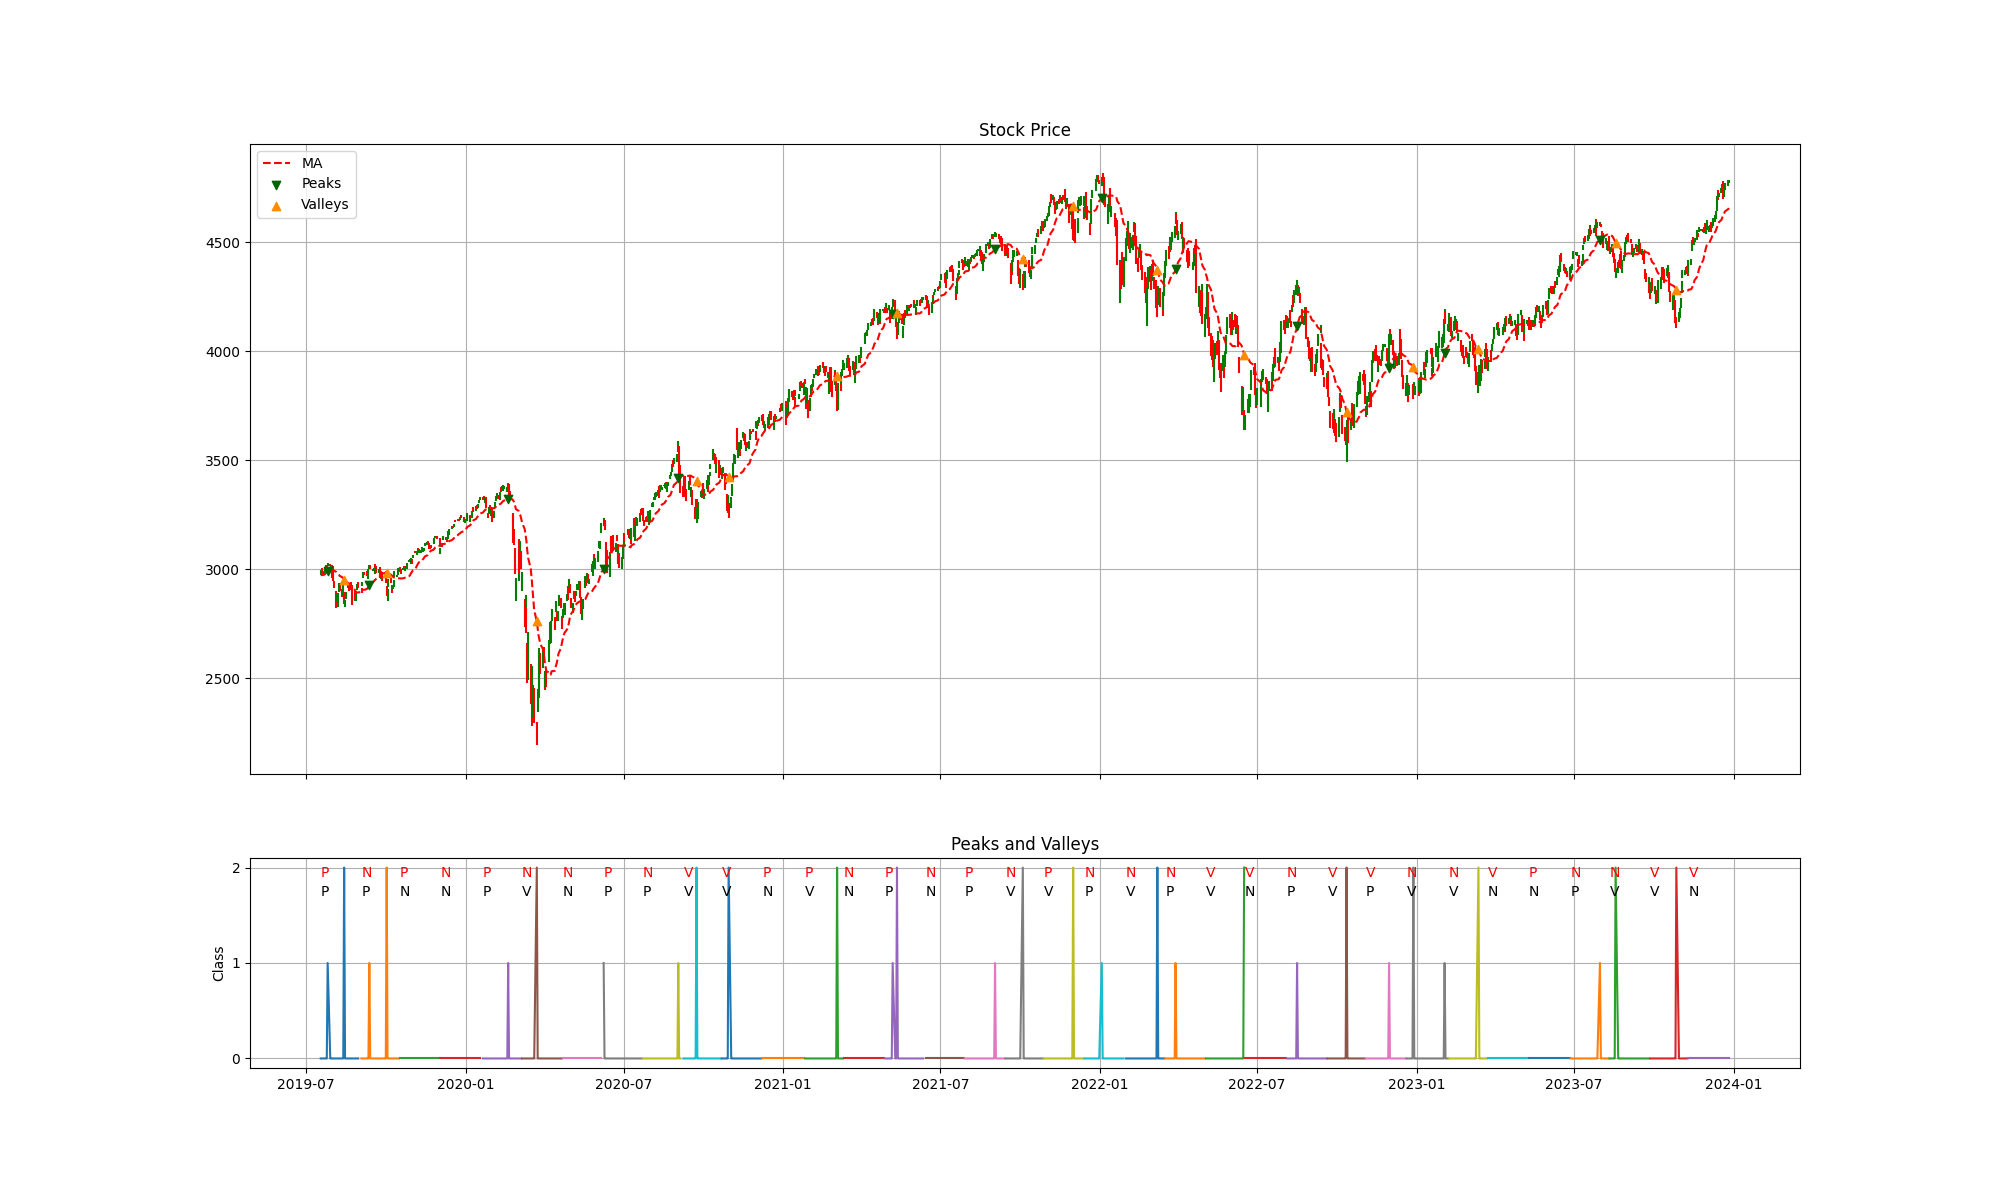 Stock Price
MA
Peaks
Valleys
4500
4000
3500
3000
2500
Peaks and Valleys
P N P N P N N P N V V P P N P N P N P N N N V V N V V N N V P N N V V
P P N N P V N P P V V N V N P N P V V P V P V N P V P V V N N P V V N
Class
2
1
0
2019-07 2020-01 2020-07 2021-01 2021-07 2022-01 2022-07 2023-01 2023-07 2024-01